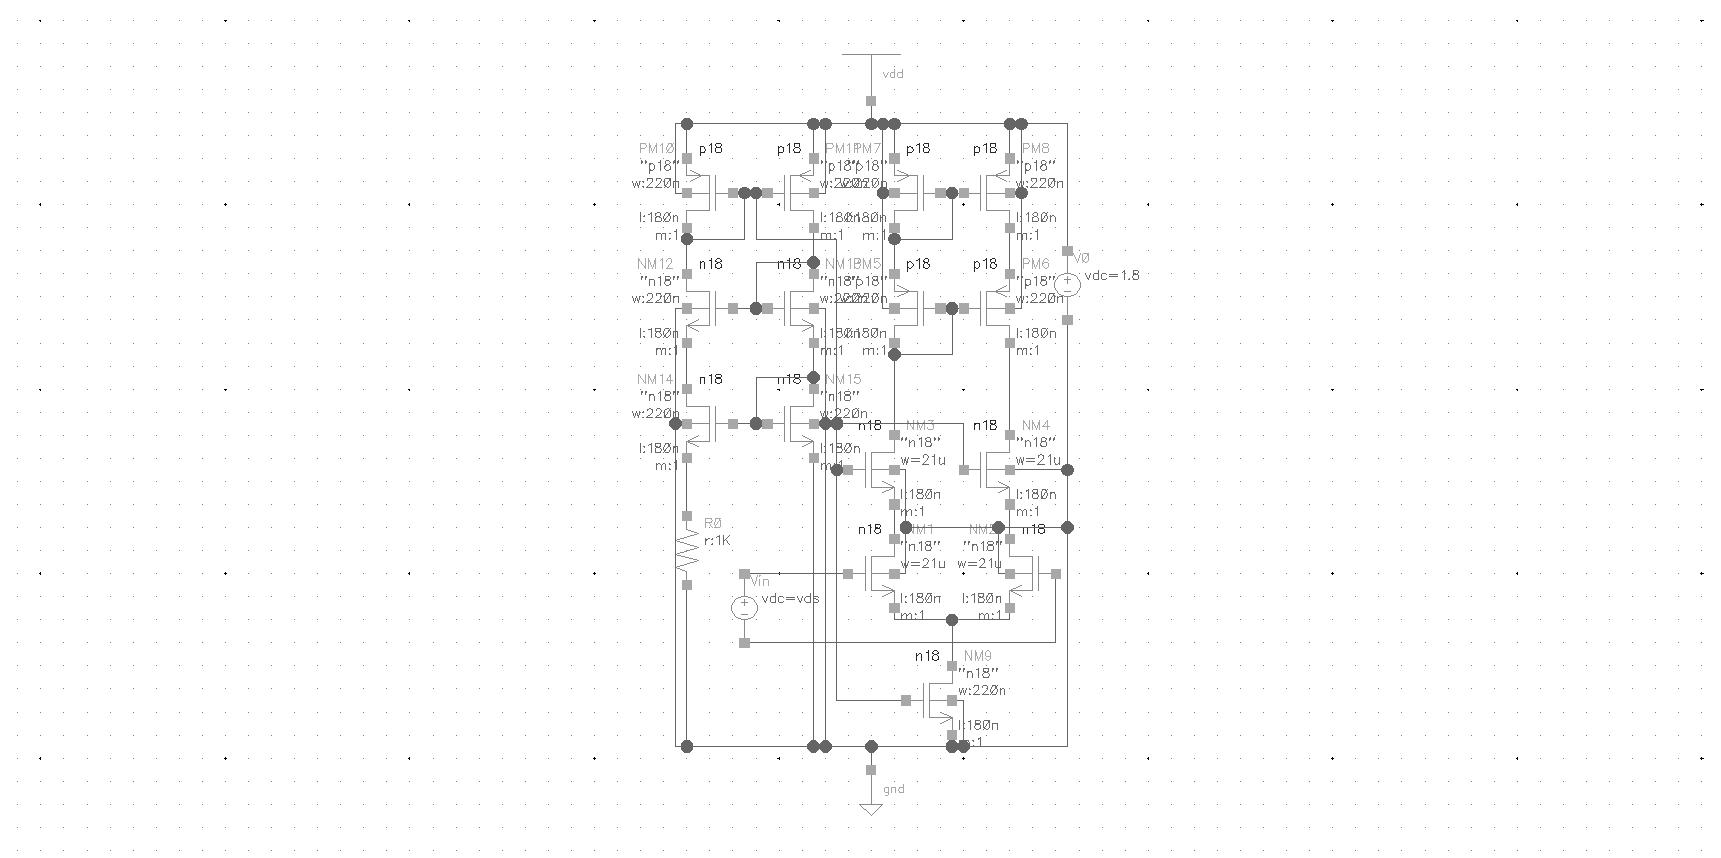 vdd
PM10
p18
"p18"
w:220n
l:180n
m:1
p18
PM11
"p18"
w:220n
l:180n
PM7
p18
"p18"
w:220n
l:180n
m:1
p18
PM8
"p18"
w:220n
l:180n
m:1
NM12
n18
"n18"
w:220n
l:180n
m:1
n18
NM13
"n18"
w:220n
l:180n
PM5
p18
"p18"
w:220n
l:180n
m:1
p18
PM6
"p18"
w:220n
l:180n
m:1
V0
vdc=1.8
NM14
n18
"n18"
w:220n
l:180n
m:1
n18
NM15
"n18"
w:220n
l:180n
m:1
n18
NM3
"n18"
w=21u
l:180n
m:1
n18
NM4
"n18"
w=21u
l:180n
m:1
R0
r:1K
n18
NM1
"n18"
w=21u
l:180n
m:1
n18
"n18"
w=21u
l:180n
m:1
Vin
vdc=vds
n18
NM9
"n18"
w:220n
l:180n
m:1
gnd